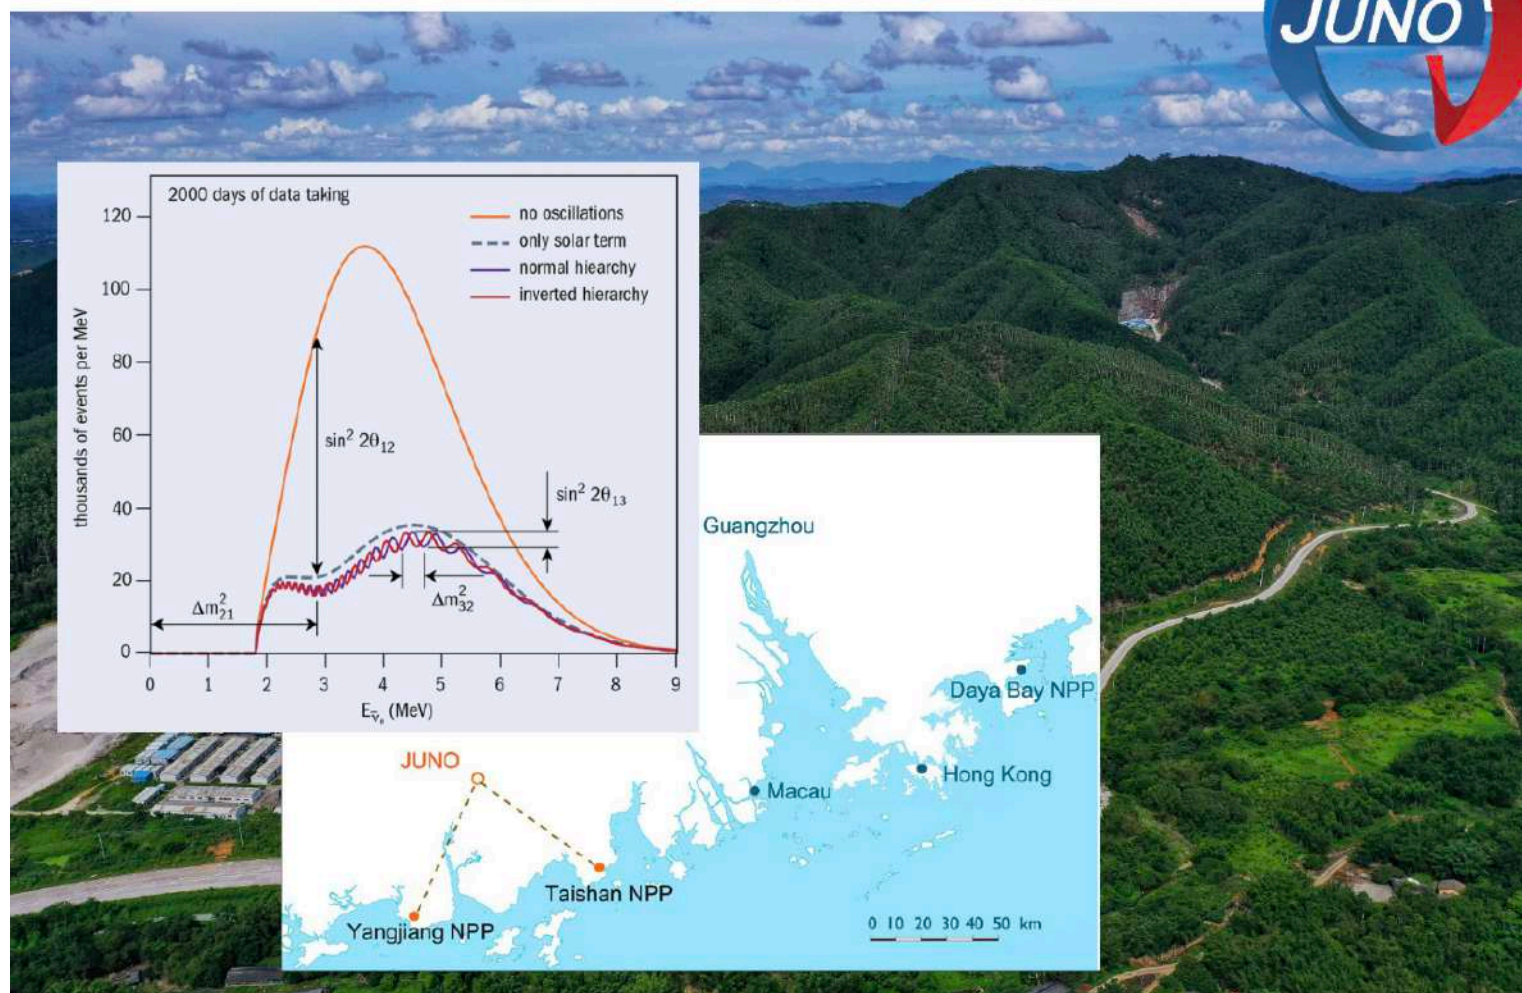 JUNO
2000 days of data taking
no oscillations
only solar term
normal hiearchy
inverted hierarchy
thousands of events per MeV
120
100
80
60
40
20
0
sin² 2θ₁₂
sin² 2θ₁₃
Δm²₂₁
Δm²₃₂
0 1 2 3 4 5 6 7 8 9
E_ν̄ₑ (MeV)
Guangzhou
Daya Bay NPP
JUNO
Hong Kong
Macau
Taishan NPP
Yangjiang NPP
0 10 20 30 40 50 km